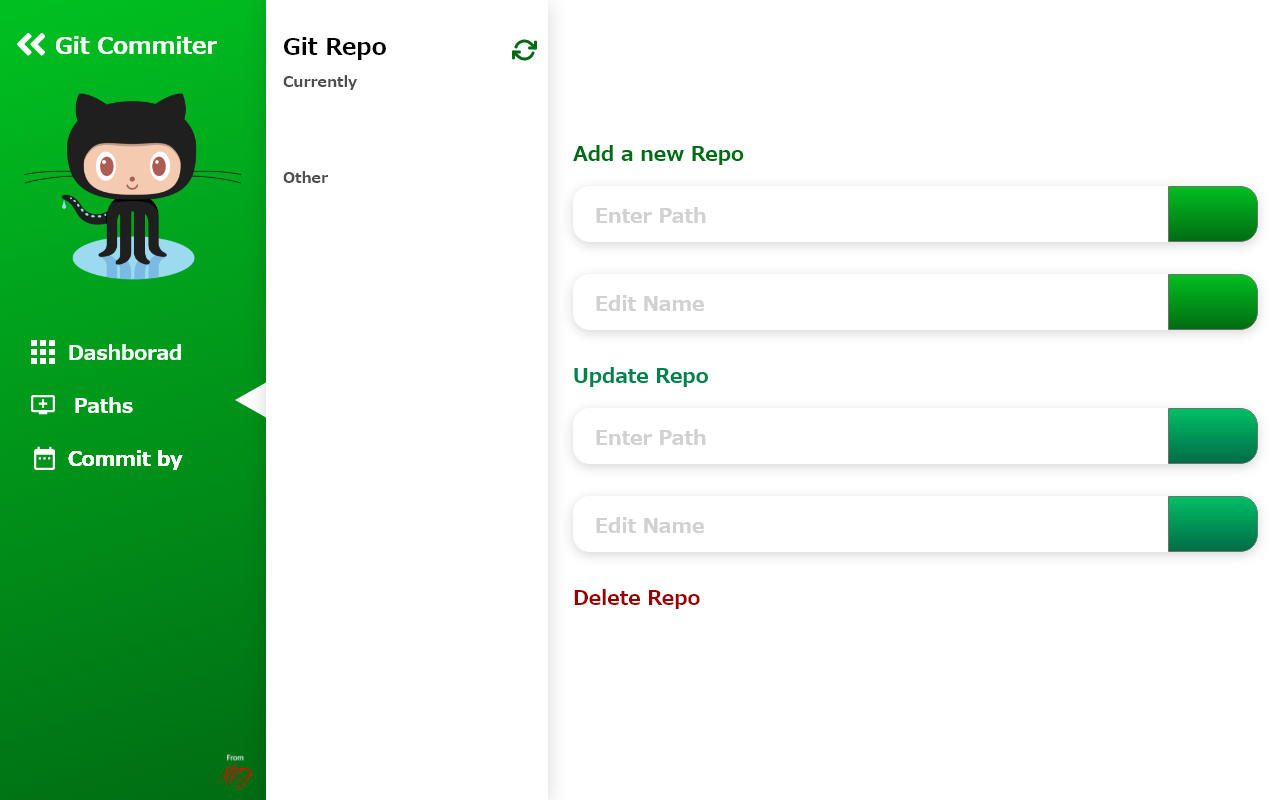 Git Commiter
Dashborad
Paths
Commit by
From
Git Repo
Currently
Other
Add a new Repo
Enter Path
Edit Name
Update Repo
Enter Path
Edit Name
Delete Repo